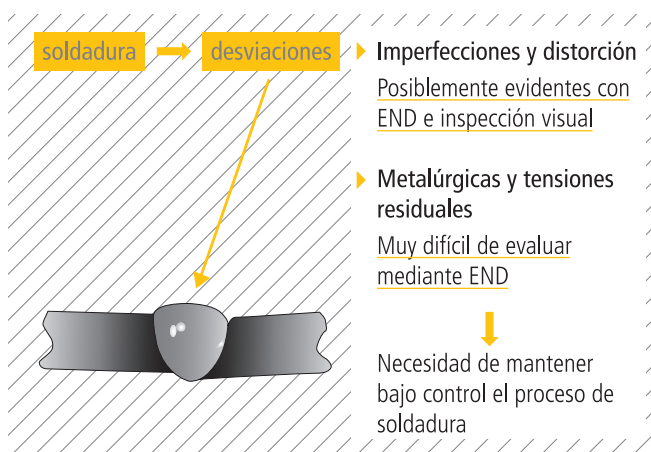 soldadura
desviaciones
Imperfecciones y distorción
Posiblemente evidentes con
END e inspección visual
Metalúrgicas y tensiones
residuales
Muy difícil de evaluar
mediante END
Necesidad de mantener
bajo control el proceso de
soldadura